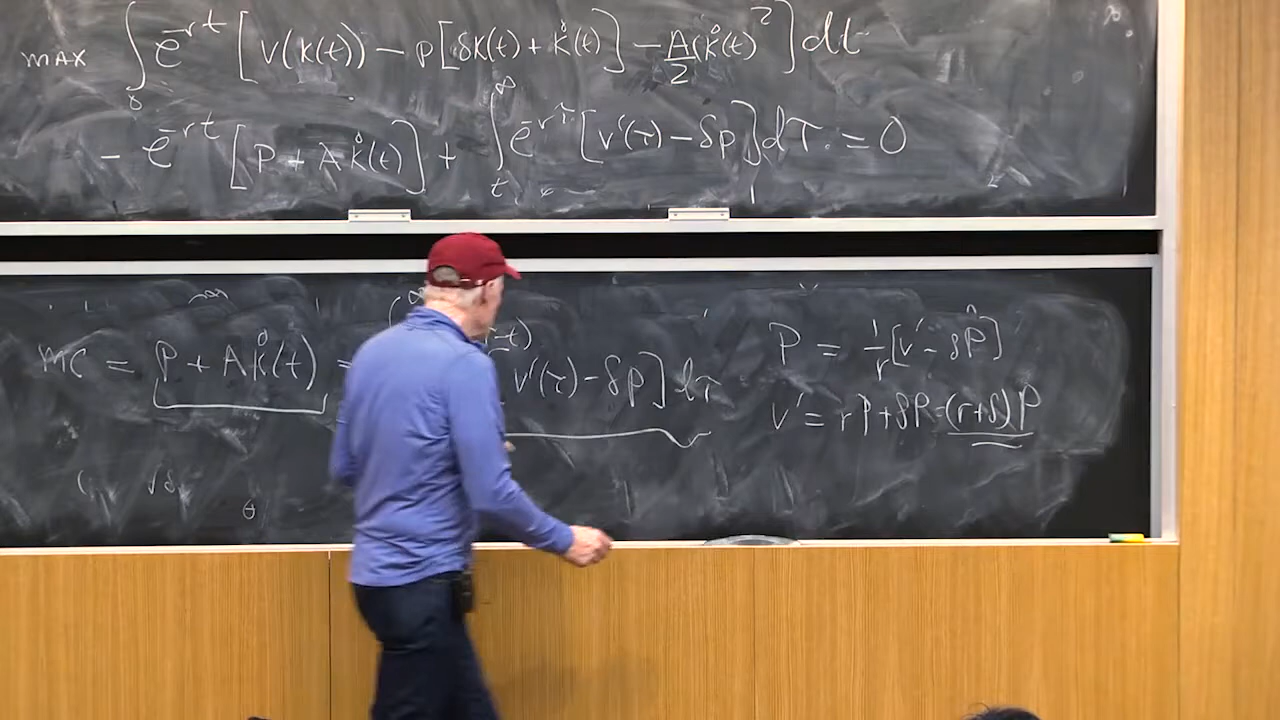 max ∫₀ e^{-rt} [V(k(t)) - p[δk(t) + k̊(t)] - A/2 (k̊(t)²] dt
- e^{-rt} [P + A k̊(t)] + ∫_t^∞ e^{-rτ} [v'(τ) - δp] dτ = 0
MC = P + A k̊(t) = -t) v'(τ) - δp] dτ
P = 1/r [v' - δP̂]
v' = rP + δP = (r+δ)P